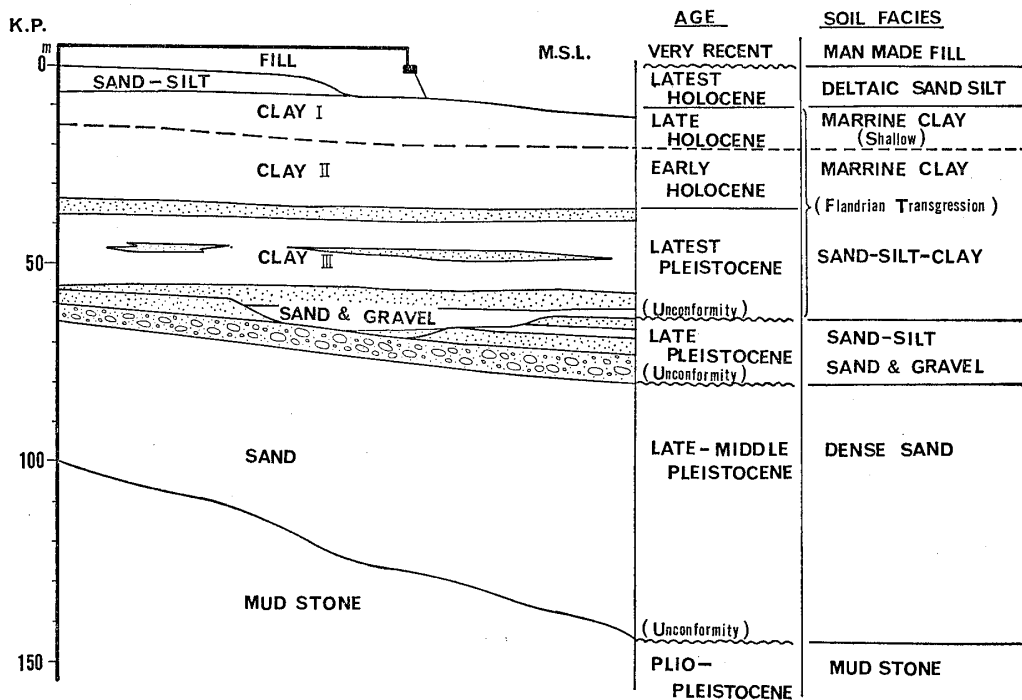 K.P.
m
0
50
100
150
M.S.L.
FILL
SAND-SILT
CLAY I
CLAY II
CLAY III
SAND & GRAVEL
SAND
MUD STONE
AGE
VERY RECENT
LATEST
HOLOCENE
LATE
HOLOCENE
EARLY
HOLOCENE
LATEST
PLEISTOCENE
(Unconformity)
LATE
PLEISTOCENE
(Unconformity)
LATE-MIDDLE
PLEISTOCENE
(Unconformity)
PLIO-
PLEISTOCENE
SOIL FACIES
MAN MADE FILL
DELTAIC SAND SILT
MARRINE CLAY
(Shallow)
MARRINE CLAY
(Flandrian Transgression)
SAND-SILT-CLAY
SAND-SILT
SAND & GRAVEL
DENSE SAND
MUD STONE